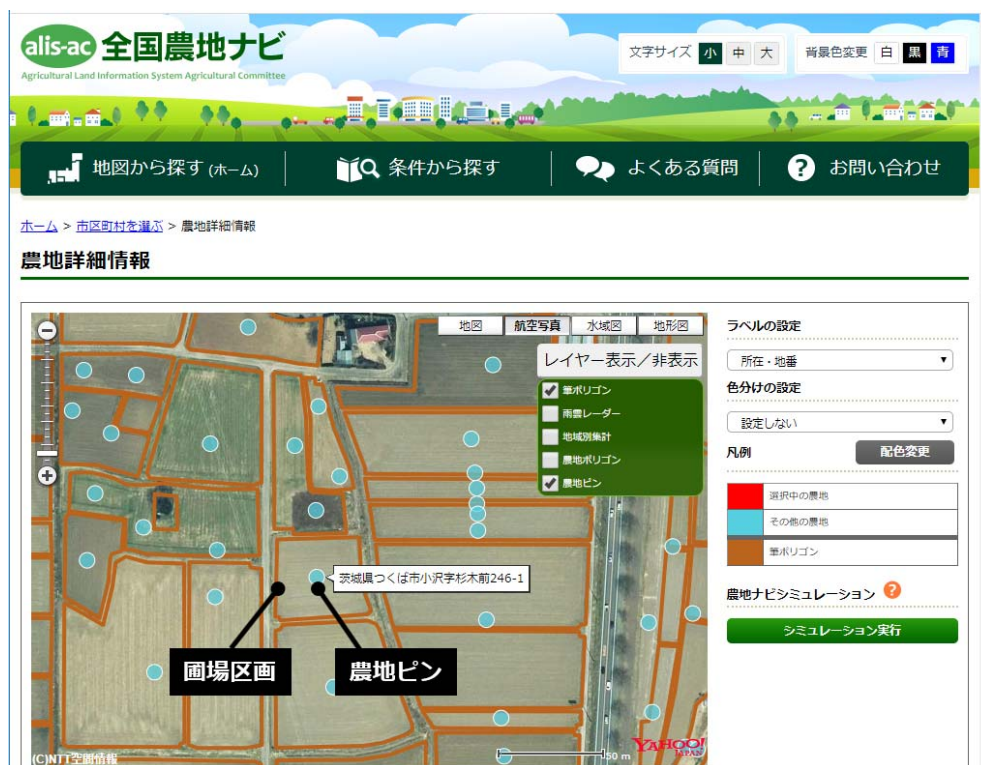 alis-ac 全国農地ナビ
Agricultural Land Information System Agricultural Committee
文字サイズ 小 中 大
背景色変更 白 黒 青
地図から探す (ホーム)
条件から探す
よくある質問
? お問い合わせ
ホーム > 市区町村を選ぶ > 農地詳細情報
農地詳細情報
地図 航空写真 水域図 地形図
レイヤー表示/非表示
筆ポリゴン
雨雲レーダー
地域別集計
農地ポリゴン
農地ピン
茨城県つくば市小沢字杉木前246-1
圃場区画
農地ピン
(C)NTT空間情報
50 m
YAHOO!
JAPAN
ラベルの設定
所在・地番
色分けの設定
設定しない
凡例
配色変更
選択中の農地
その他の農地
筆ポリゴン
農地ナビシミュレーション ?
シミュレーション実行